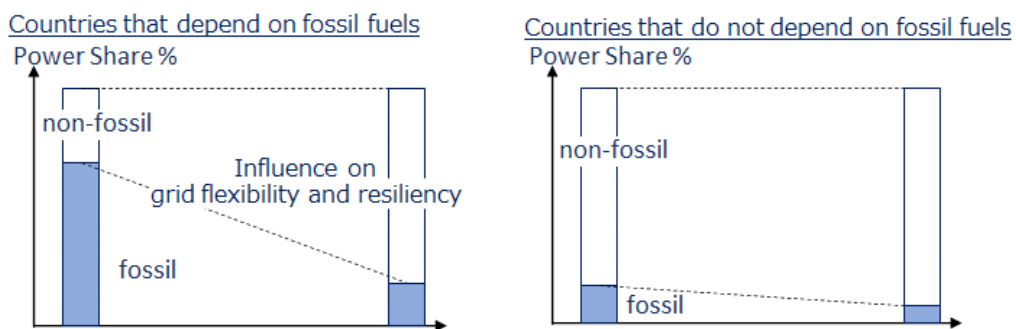 Countries that depend on fossil fuels
Power Share %
non-fossil
Influence on
grid flexibility and resiliency
fossil
Countries that do not depend on fossil fuels
Power Share %
non-fossil
fossil